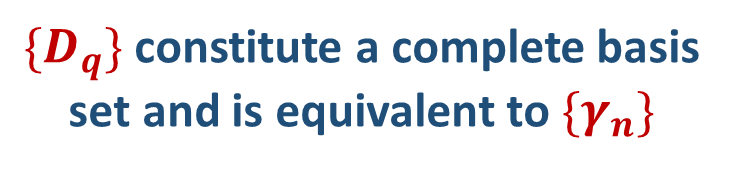 {D_q} constitute a complete basis
set and is equivalent to {γ_n}